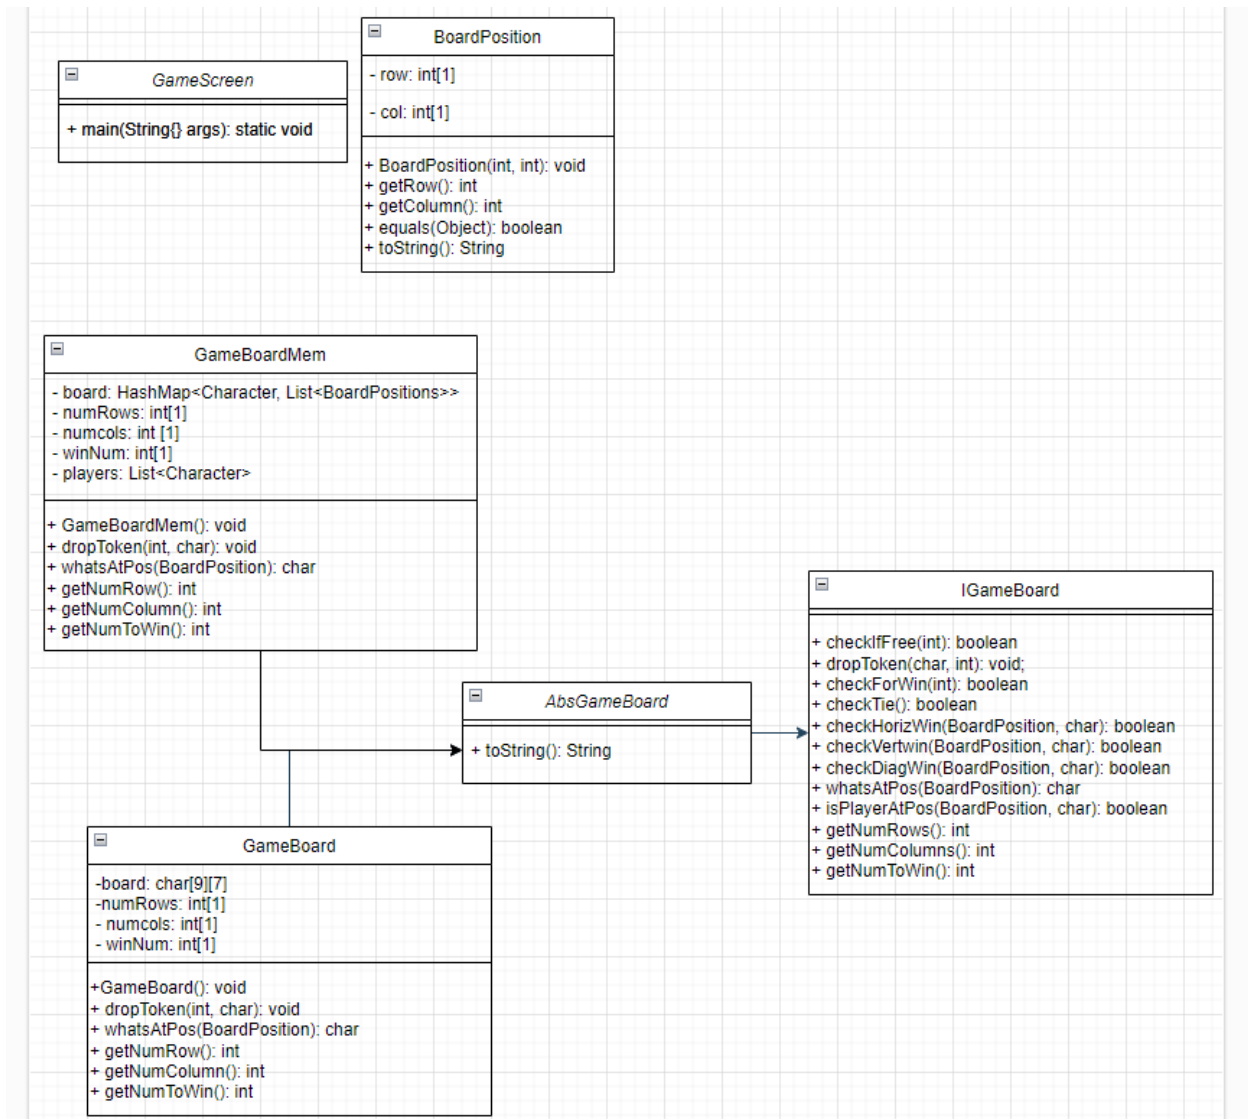 BoardPosition
- row: int[1]
- col: int[1]
+ BoardPosition(int, int): void
+ getRow(): int
+ getColumn(): int
+ equals(Object): boolean
+ toString(): String
GameScreen
+ main(String{} args): static void
GameBoardMem
- board: HashMap<Character, List<BoardPositions>>
- numRows: int[1]
- numcols: int [1]
- winNum: int[1]
- players: List<Character>
+ GameBoardMem(): void
+ dropToken(int, char): void
+ whatsAtPos(BoardPosition): char
+ getNumRow(): int
+ getNumColumn(): int
+ getNumToWin(): int
IGameBoard
+ checkIfFree(int): boolean
+ dropToken(char, int): void;
+ checkForWin(int): boolean
+ checkTie(): boolean
+ checkHorizWin(BoardPosition, char): boolean
+ checkVertwin(BoardPosition, char): boolean
+ checkDiagWin(BoardPosition, char): boolean
+ whatsAtPos(BoardPosition): char
+ isPlayerAtPos(BoardPosition, char): boolean
+ getNumRows(): int
+ getNumColumns(): int
+ getNumToWin(): int
AbsGameBoard
+ toString(): String
GameBoard
-board: char[9][7]
-numRows: int[1]
- numcols: int[1]
- winNum: int[1]
+GameBoard(): void
+ dropToken(int, char): void
+ whatsAtPos(BoardPosition): char
+ getNumRow(): int
+ getNumColumn(): int
+ getNumToWin(): int